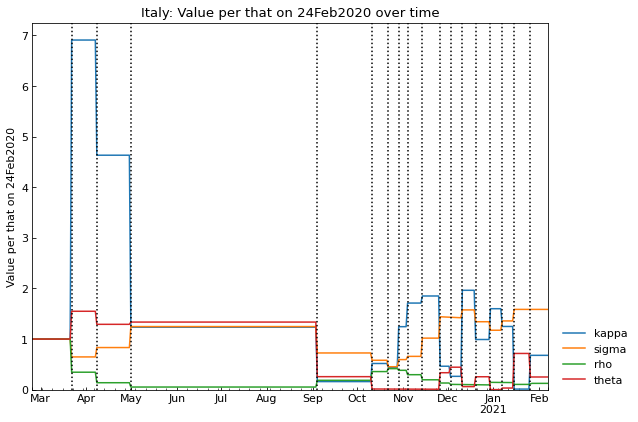 Italy: Value per that on 24Feb2020 over time
Value per that on 24Feb2020
7
6
5
4
3
2
1
0
Mar Apr May Jun Jul Aug Sep Oct Nov Dec Jan Feb
2021
kappa
sigma
rho
theta